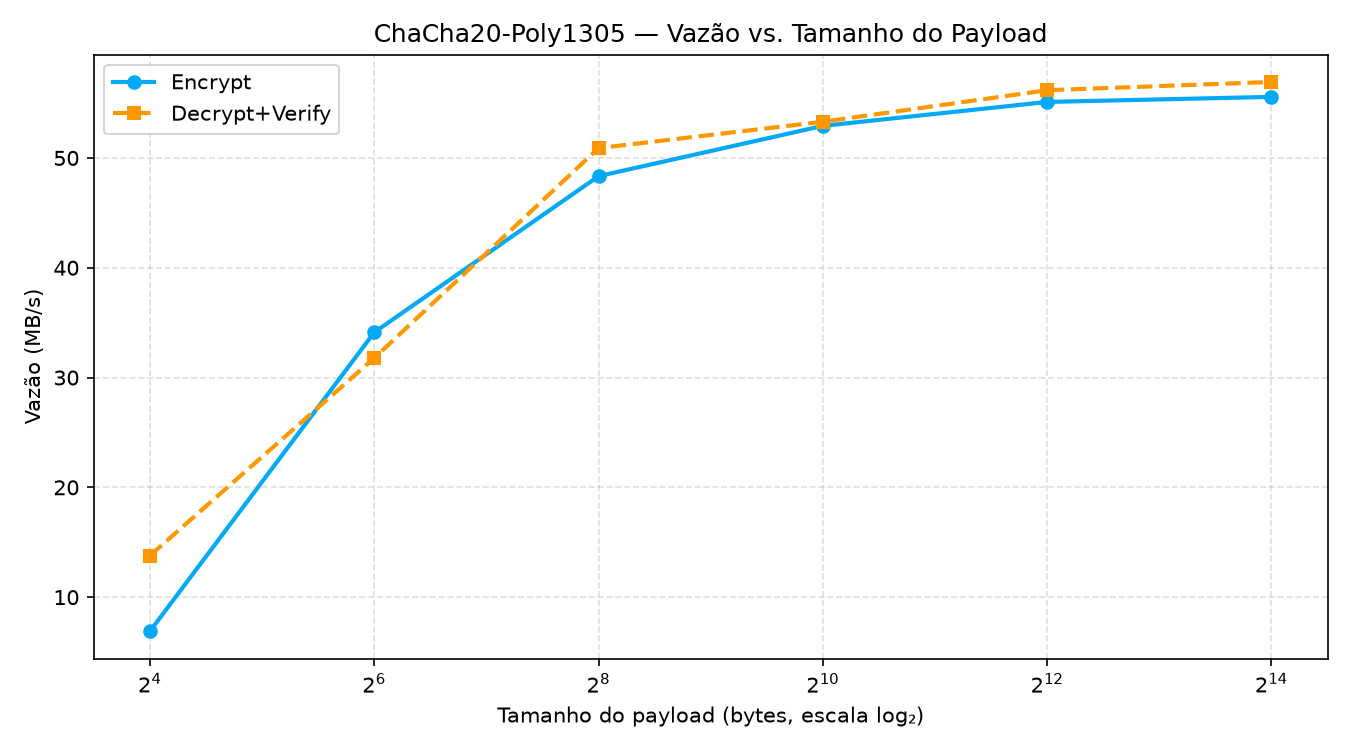 ChaCha20-Poly1305 — Vazão vs. Tamanho do Payload
Encrypt
Decrypt+Verify
Vazão (MB/s)
50
40
30
20
10
2⁴ 2⁶ 2⁸ 2¹⁰ 2¹² 2¹⁴
Tamanho do payload (bytes, escala log₂)